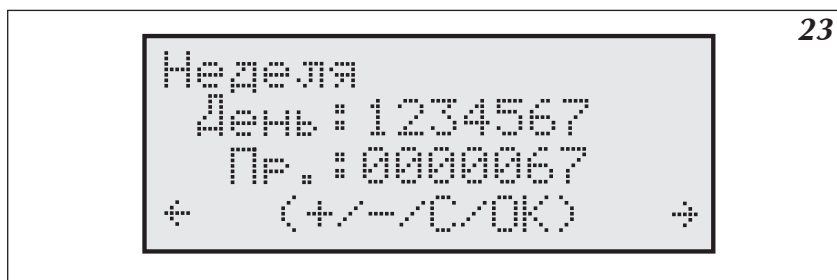 23
Неделя
День:1234567
Пр.:0000067
← (+/-/C/OK) →